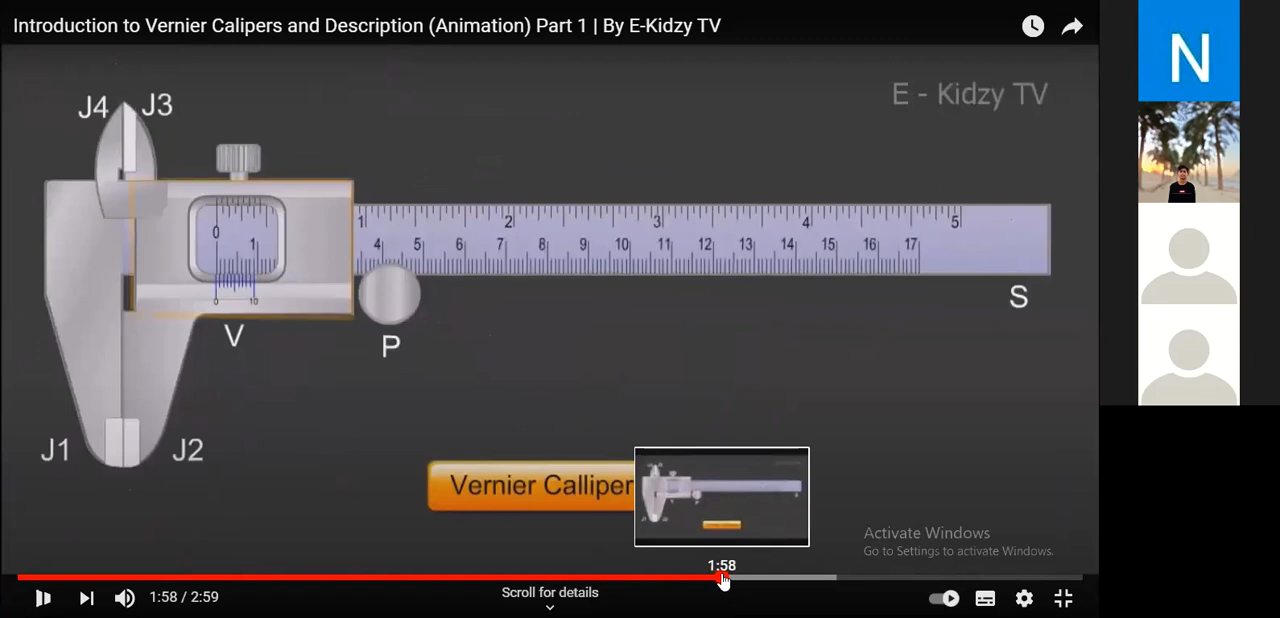 Introduction to Vernier Calipers and Description (Animation) Part 1 | By E-Kidzy TV
N
E - Kidzy TV
J4 J3
0
1 2 3 4 5
1 4 5 6 7 8 9 10 11 12 13 14 15 16 17
0 10
S
V
P
J1 J2
Vernier Calliper
Activate Windows
Go to Settings to activate Windows.
1:58
1:58 / 2:59
Scroll for details